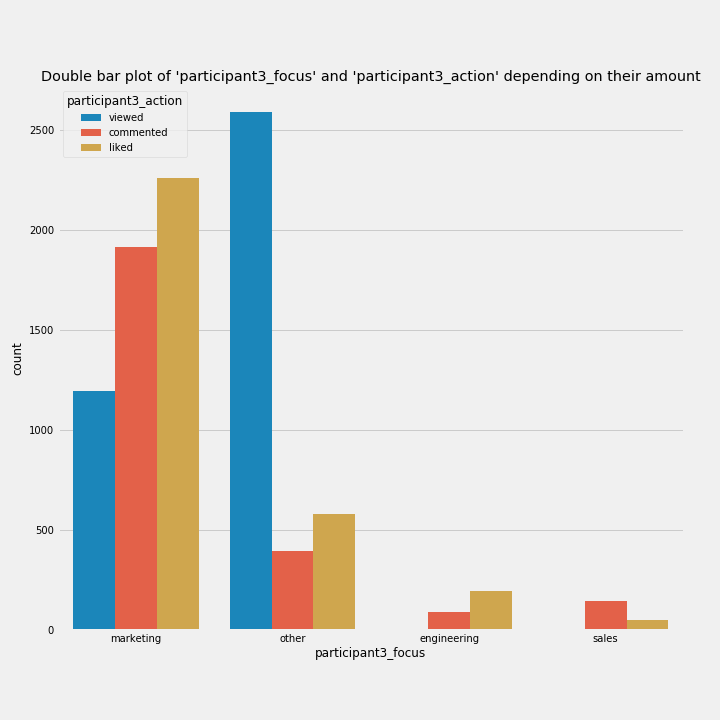 Double bar plot of 'participant3_focus' and 'participant3_action' depending on their amount
participant3_action
viewed
commented
liked
2500
2000
1500
1000
500
0
count
marketing other engineering sales
participant3_focus